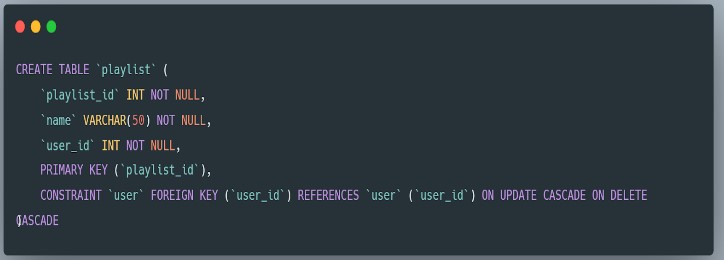 CREATE TABLE `playlist` (
`playlist_id` INT NOT NULL,
`name` VARCHAR(50) NOT NULL,
`user_id` INT NOT NULL,
PRIMARY KEY (`playlist_id`),
CONSTRAINT `user` FOREIGN KEY (`user_id`) REFERENCES `user` (`user_id`) ON UPDATE CASCADE ON DELETE
CASCADE
)